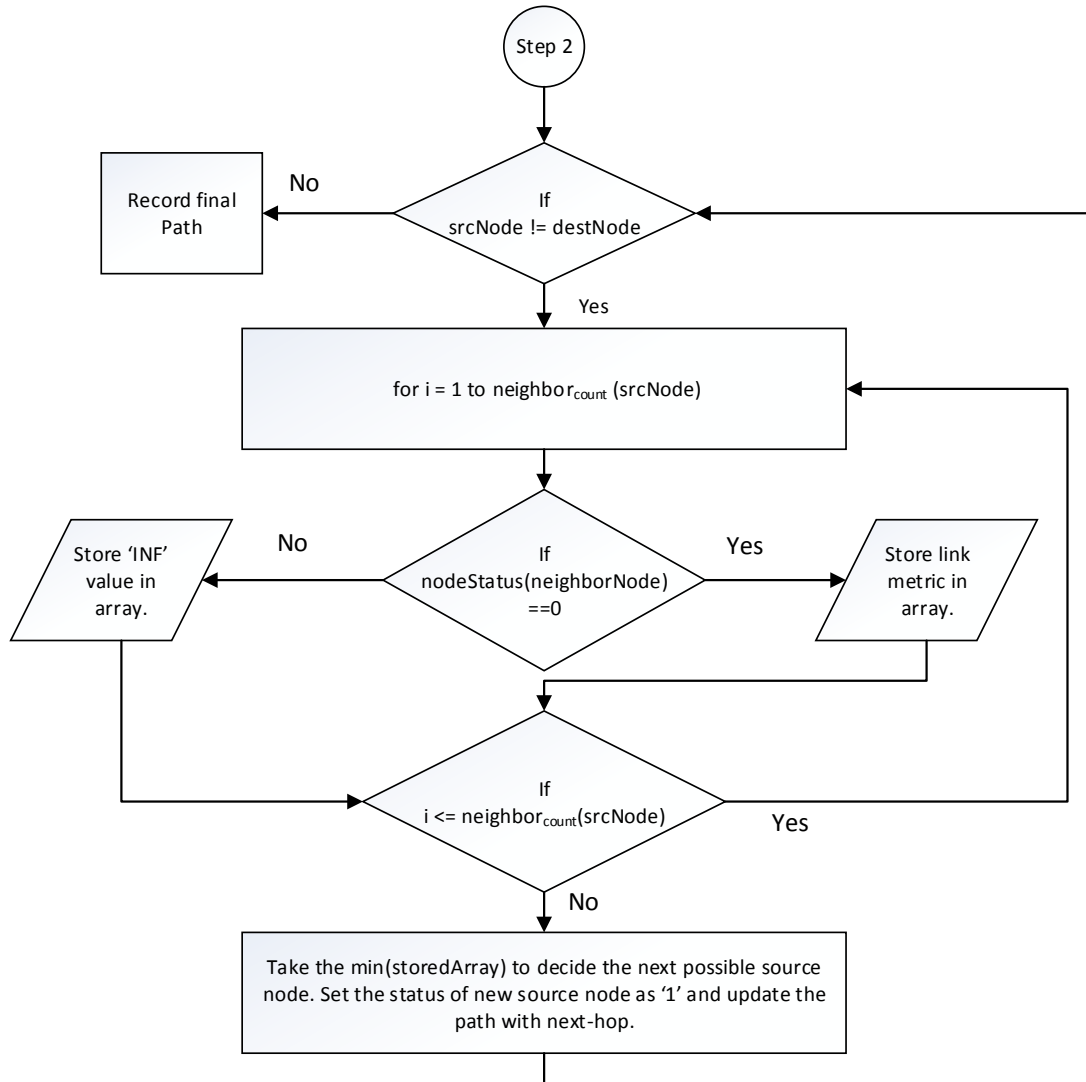 Step 2
No
Record final
Path
If
srcNode != destNode
Yes
for i = 1 to neighborcount (srcNode)
No
Yes
Store ‘INF’
value in
array.
If
nodeStatus(neighborNode)
==0
Store link
metric in
array.
If
i <= neighborcount(srcNode)
Yes
No
Take the min(storedArray) to decide the next possible source
node. Set the status of new source node as ‘1’ and update the
path with next-hop.